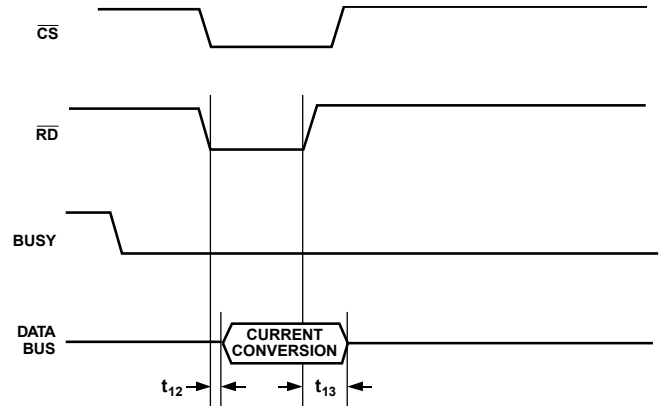 CS
RD
BUSY
DATA
BUS
CURRENT
CONVERSION
t12
t13